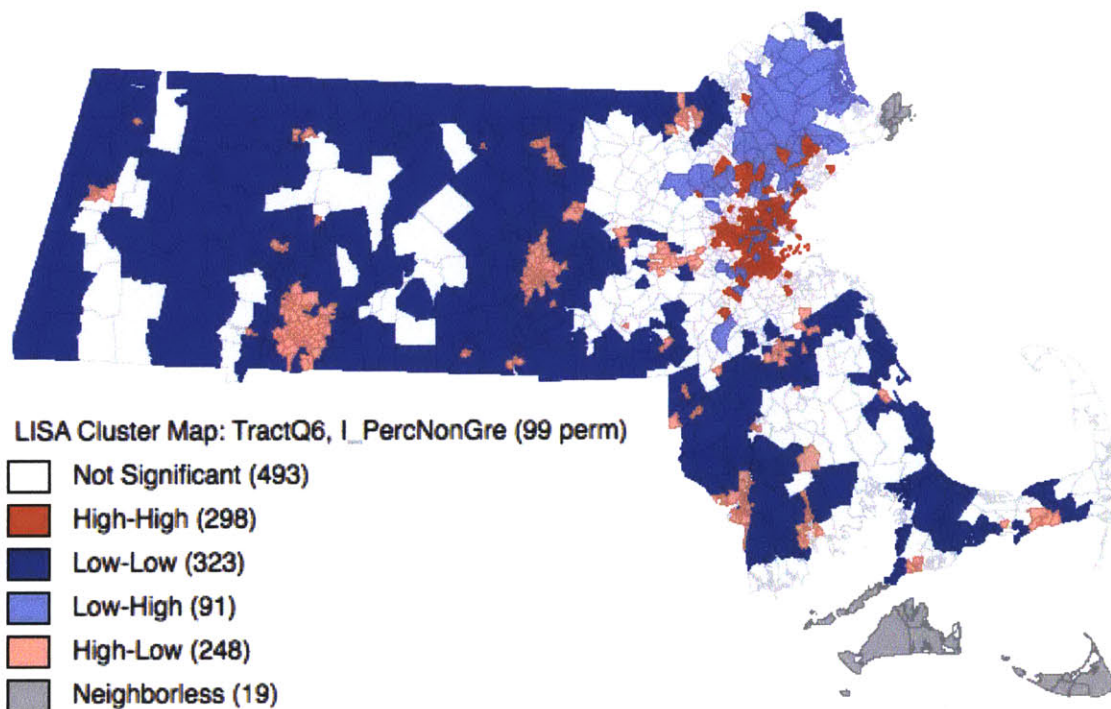 LISA Cluster Map: TractQ6, I_PercNonGre (99 perm)
Not Significant (493)
High-High (298)
Low-Low (323)
Low-High (91)
High-Low (248)
Neighborless (19)